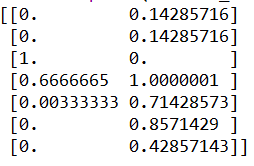 [[0.         0.14285716]
 [0.         0.14285716]
 [1.         0.        ]
 [0.6666665  1.0000001 ]
 [0.00333333 0.71428573]
 [0.         0.8571429 ]
 [0.         0.42857143]]